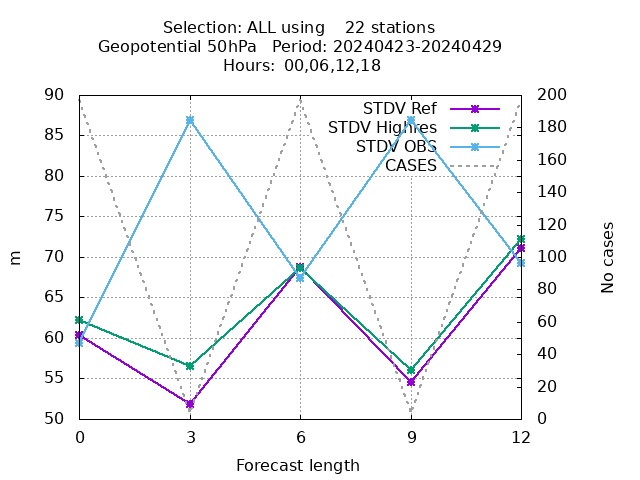 Selection: ALL using 22 stations
Geopotential 50hPa Period: 20240423-20240429
Hours: 00,06,12,18
STDV Ref
STDV Highres
STDV OBS
CASES
m
90
85
80
75
70
65
60
55
50
200
180
160
140
120
100
80
60
40
20
0
No cases
0 3 6 9 12
Forecast length